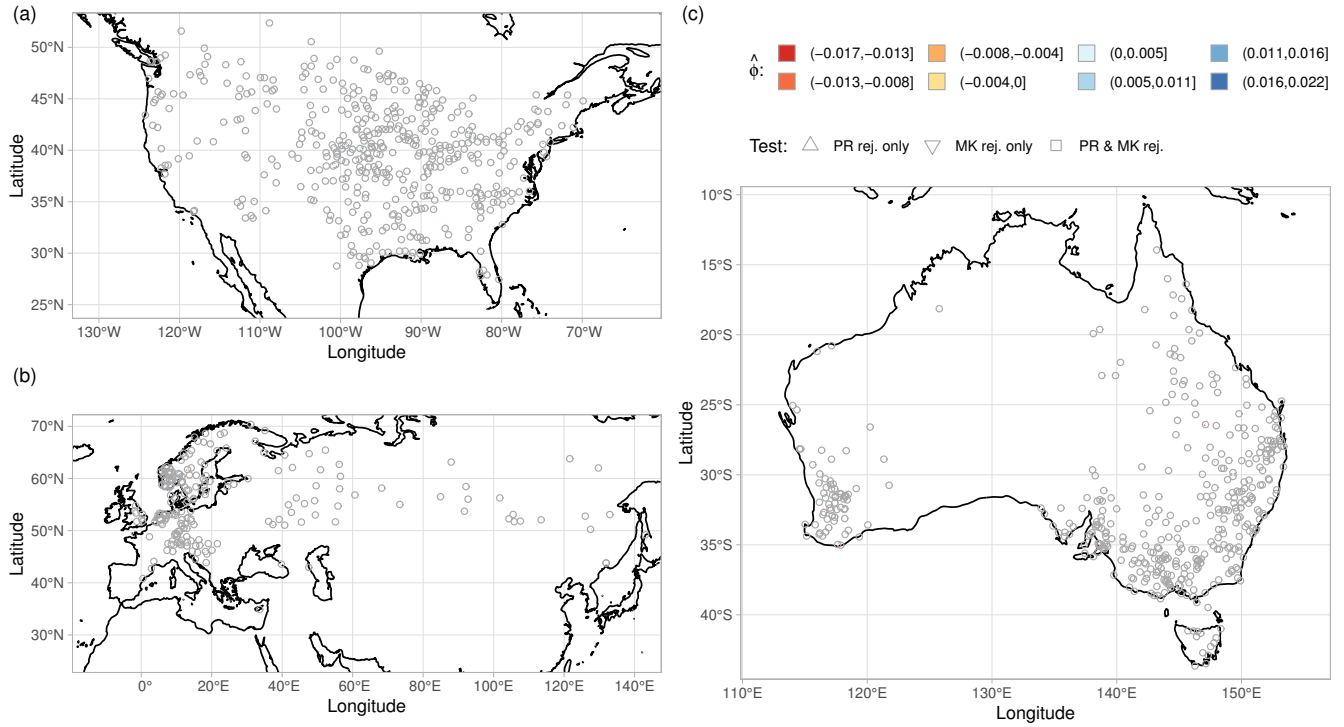 (a)
50°N
45°N
40°N
35°N
30°N
25°N
Latitude
130°W 120°W 110°W 100°W 90°W 80°W 70°W
Longitude
(b)
70°N
60°N
50°N
40°N
30°N
Latitude
0° 20°E 40°E 60°E 80°E 100°E 120°E 140°E
Longitude
(c)
ϕ̂:
(−0.017,−0.013] (−0.008,−0.004] (0,0.005] (0.011,0.016]
(−0.013,−0.008] (−0.004,0] (0.005,0.011] (0.016,0.022]
Test: PR rej. only MK rej. only PR & MK rej.
10°S
15°S
20°S
25°S
30°S
35°S
40°S
Latitude
110°E 120°E 130°E 140°E 150°E
Longitude